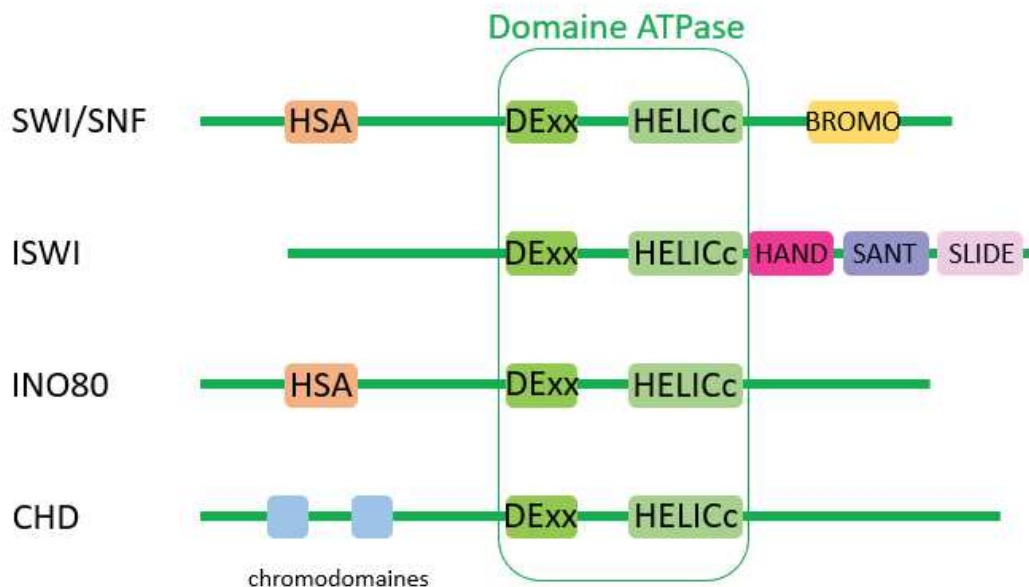 Domaine ATPase
SWI/SNF HSA DExx HELICc BROMO
ISWI DExx HELICc HAND SANT SLIDE
INO80 HSA DExx HELICc
CHD DExx HELICc
chromodomaines